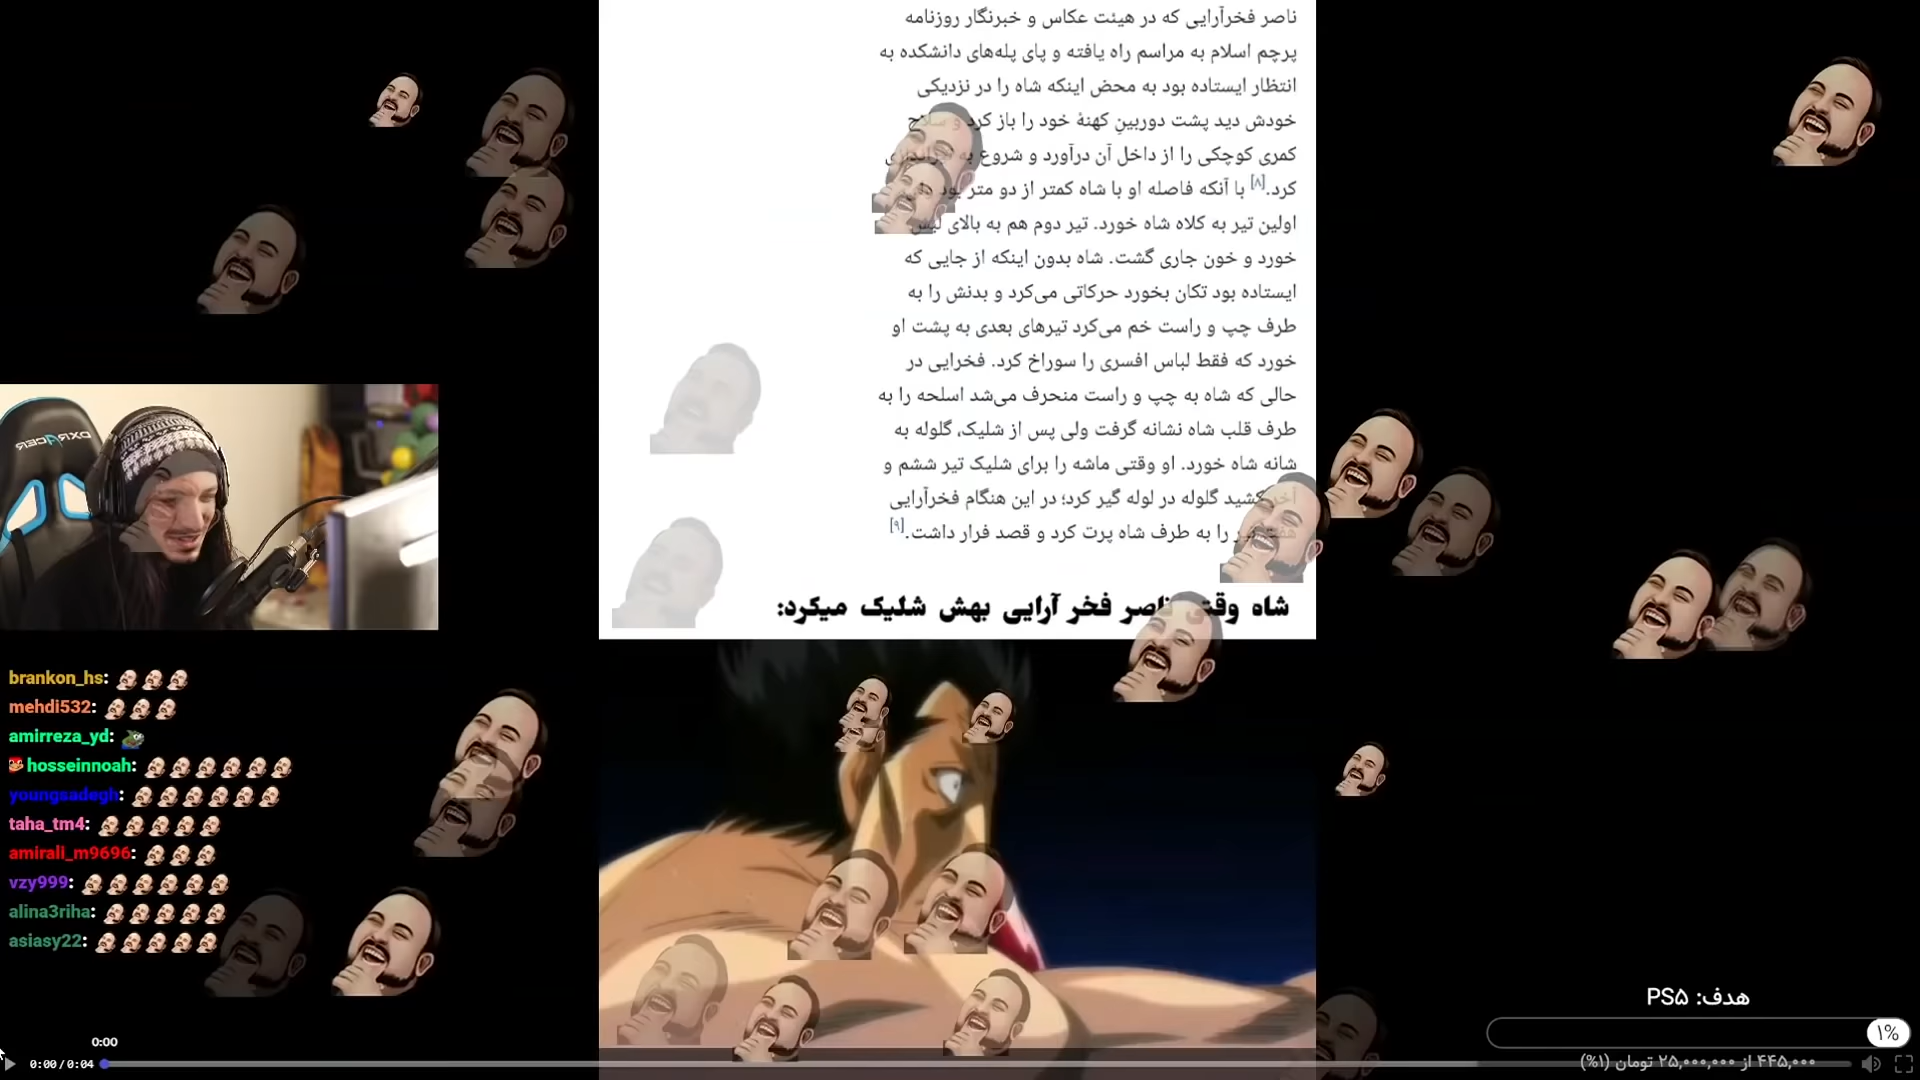 ناصر فخرآرایی که در هیئت عکاس و خبرنگار روزنامه
پرچم اسلام به مراسم راه یافته و پای پله‌های دانشکده به
انتظار ایستاده بود به محض اینکه شاه را در نزدیکی
خودش دید پشت دوربینِ کهنهٔ خود را باز کرد و سلاح
کمری کوچکی را از داخل آن درآورد و شروع به تیراندازی
کرد.[۸] با آنکه فاصله او با شاه کمتر از دو متر بود
اولین تیر به کلاه شاه خورد. تیر دوم هم به بالای لبش
خورد و خون جاری گشت. شاه بدون اینکه از جایی که
ایستاده بود تکان بخورد حرکاتی می‌کرد و بدنش را به
طرف چپ و راست خم می‌کرد تیرهای بعدی به پشت او
خورد که فقط لباس افسری را سوراخ کرد. فخرایی در
حالی که شاه به چپ و راست منحرف می‌شد اسلحه را به
طرف قلب شاه نشانه گرفت ولی پس از شلیک، گلوله به
شانه شاه خورد. او وقتی ماشه را برای شلیک تیر ششم و
آخر کشید گلوله در لوله گیر کرد؛ در این هنگام فخرآرایی
را به طرف شاه پرت کرد و قصد فرار داشت.[۹]
شاه وقتی ناصر فخر آرایی بهش شلیک میکرد:
DXRACER
brankon_hs:
mehdi532:
amirreza_yd:
hosseinnoah:
youngsadegh:
taha_tm4:
amirali_m9696:
vzy999:
alina3riha:
asiasy22:
هدف: PS۵
۱%
۴۴۵,۰۰۰ از ۲۵,۰۰۰,۰۰۰ تومان (۱%)
0:00
0:00 / 0:04